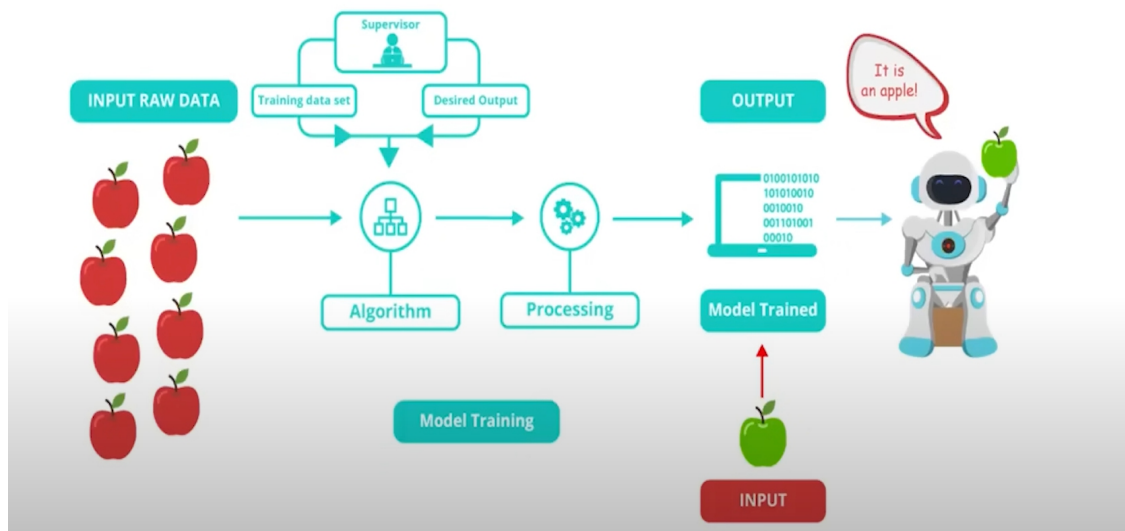 Supervisor
INPUT RAW DATA
Training data set
Desired Output
OUTPUT
It is
an apple!
0100101010
101010010
0010010
001101001
00010
Algorithm
Processing
Model Trained
Model Training
INPUT